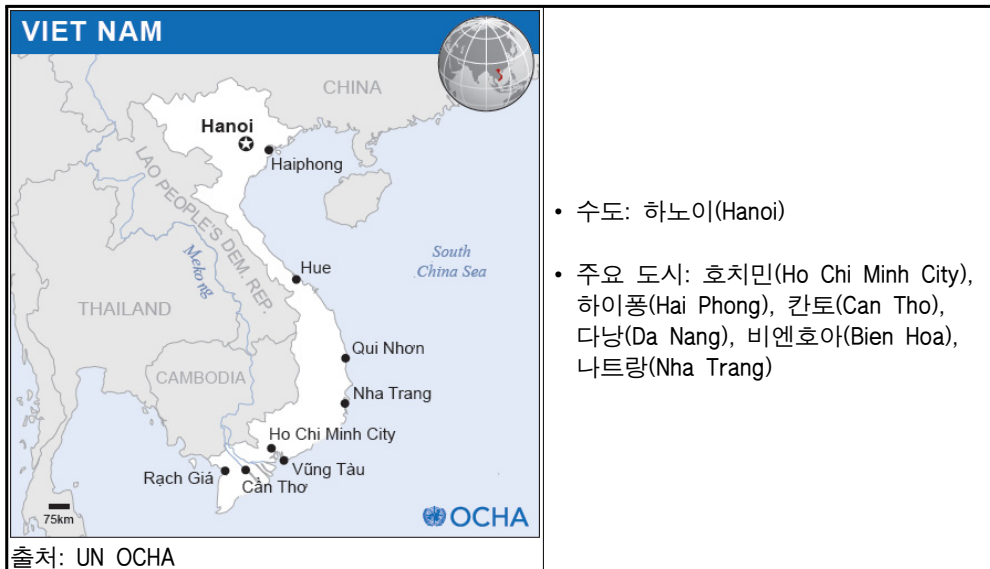 VIET NAM
CHINA
Hanoi
Haiphong
LAO PEOPLE'S DEM. REP.
Mekong
Hue
South
China Sea
THAILAND
Qui Nhơn
CAMBODIA
Nha Trang
Ho Chi Minh City
Vũng Tàu
Rạch Giá
Cần Thơ
75km
OCHA
출처: UN OCHA
• 수도: 하노이(Hanoi)
• 주요 도시: 호치민(Ho Chi Minh City),
하이퐁(Hai Phong), 칸토(Can Tho),
다낭(Da Nang), 비엔호아(Bien Hoa),
나트랑(Nha Trang)